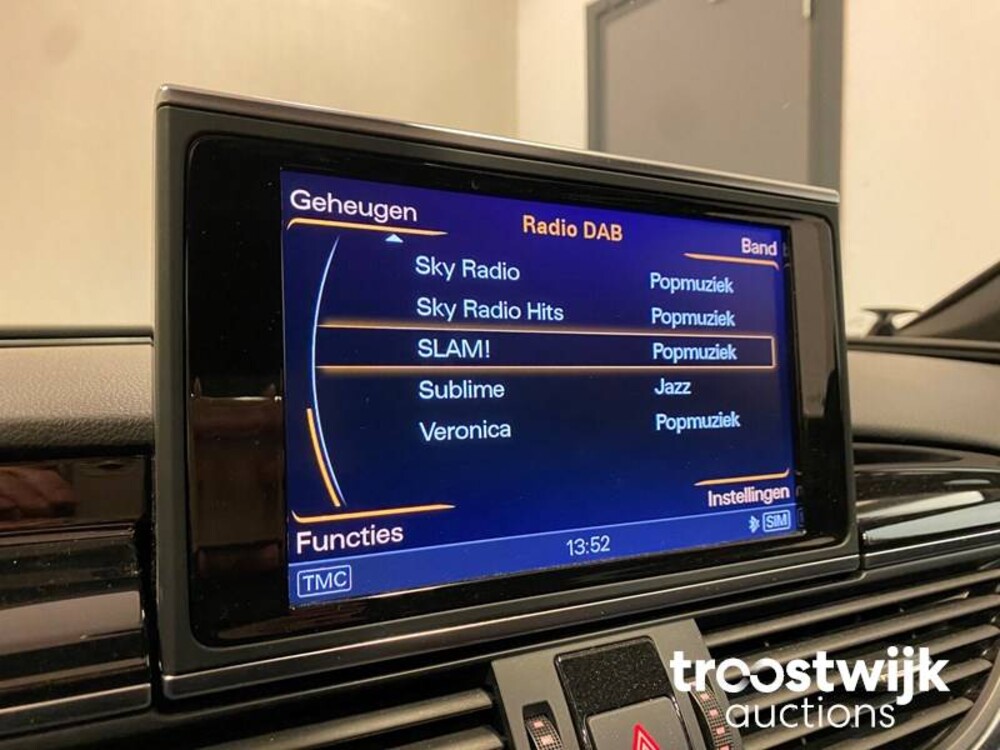 Geheugen
Radio DAB
Band
Sky Radio Popmuziek
Sky Radio Hits Popmuziek
SLAM! Popmuziek
Sublime Jazz
Veronica Popmuziek
Instellingen
Functies
13:52
SIM
TMC
troostwijk
auctions